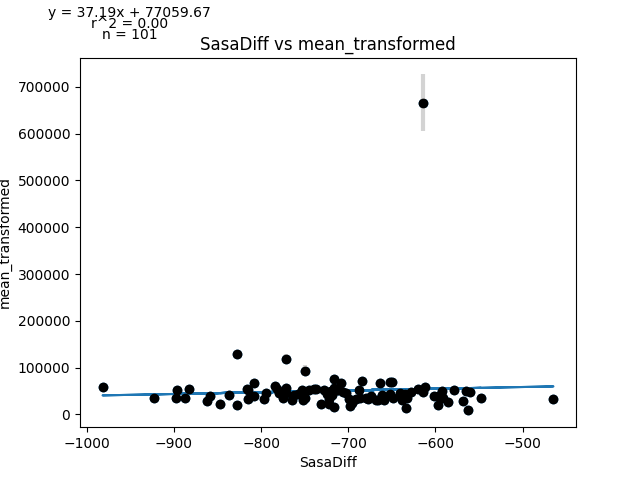 y = 37.19x + 77059.67
r^2 = 0.00
n = 101
SasaDiff vs mean_transformed
700000
600000
500000
400000
300000
200000
100000
0
mean_transformed
−1000
−900
−800
−700
−600
−500
SasaDiff